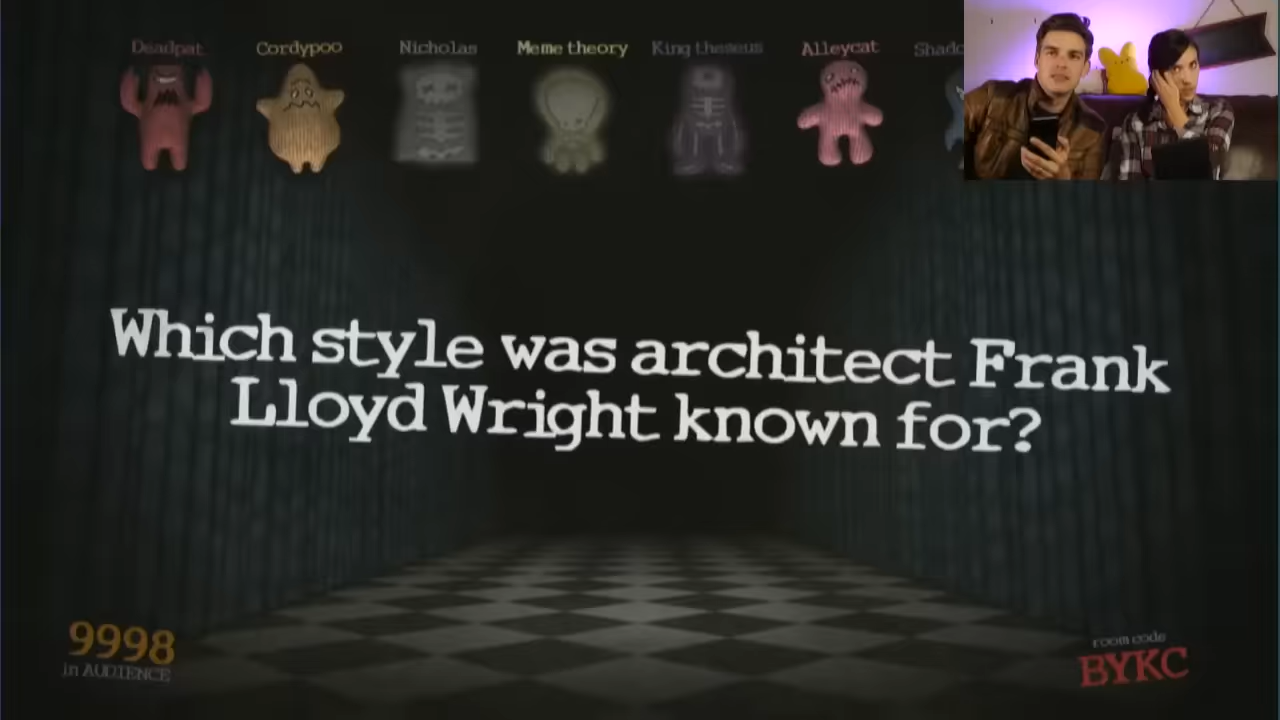 Deadpat Cordypoo Nicholas Meme theory King theseus Alleycat Shado
Which style was architect Frank
Lloyd Wright known for?
9998
in AUDIENCE
room code
BYKC